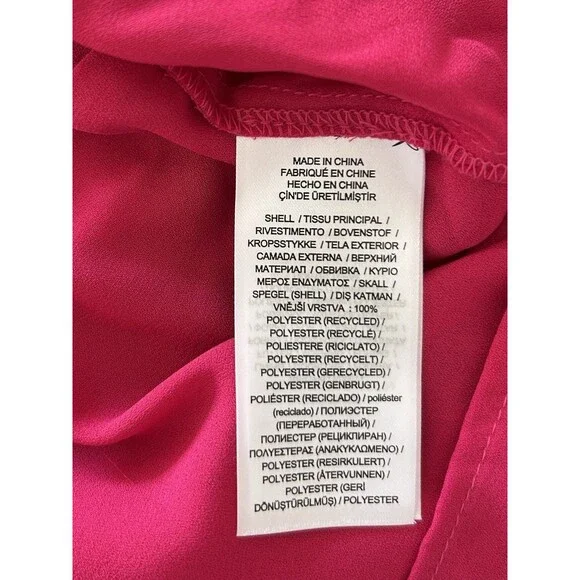 MADE IN CHINA
FABRIQUÉ EN CHINE
HECHO EN CHINA
ÇİN'DE ÜRETİLMİŞTİR
SHELL / TISSU PRINCIPAL /
RIVESTIMENTO / BOVENSTOF /
KROPSSTYKKE / TELA EXTERIOR /
CAMADA EXTERNA / ВЕРХНИЙ
МАТЕРИАЛ / ОБВИВКА / ΚΥΡΙΟ
ΜΕΡΟΣ ΕΝΔΥΜΑΤΟΣ / SKALL /
SPEGEL (SHELL) / DIŞ KATMAN /
VNĚJŠÍ VRSTVA : 100%
POLYESTER (RECYCLED) /
POLYESTER (RECYCLÉ) /
POLIESTERE (RICICLATO) /
POLYESTER (RECYCELT) /
POLYESTER (GERECYCLED) /
POLYESTER (GENBRUGT) /
POLIÉSTER (RECICLADO) / poliéster
(reciclado) / ПОЛИЭСТЕР
(ПЕРЕРАБОТАННЫЙ) /
ПОЛИЕСТЕР (РЕЦИКЛИРАН) /
ΠΟΛΥΕΣΤΕΡΑΣ (ΑΝΑΚΥΚΛΩΜΕΝΟ) /
POLYESTER (RESIRKULERT) /
POLYESTER (ÅTERVUNNEN) /
POLYESTER (GERİ
DÖNÜŞTÜRÜLMÜŞ) / POLYESTER